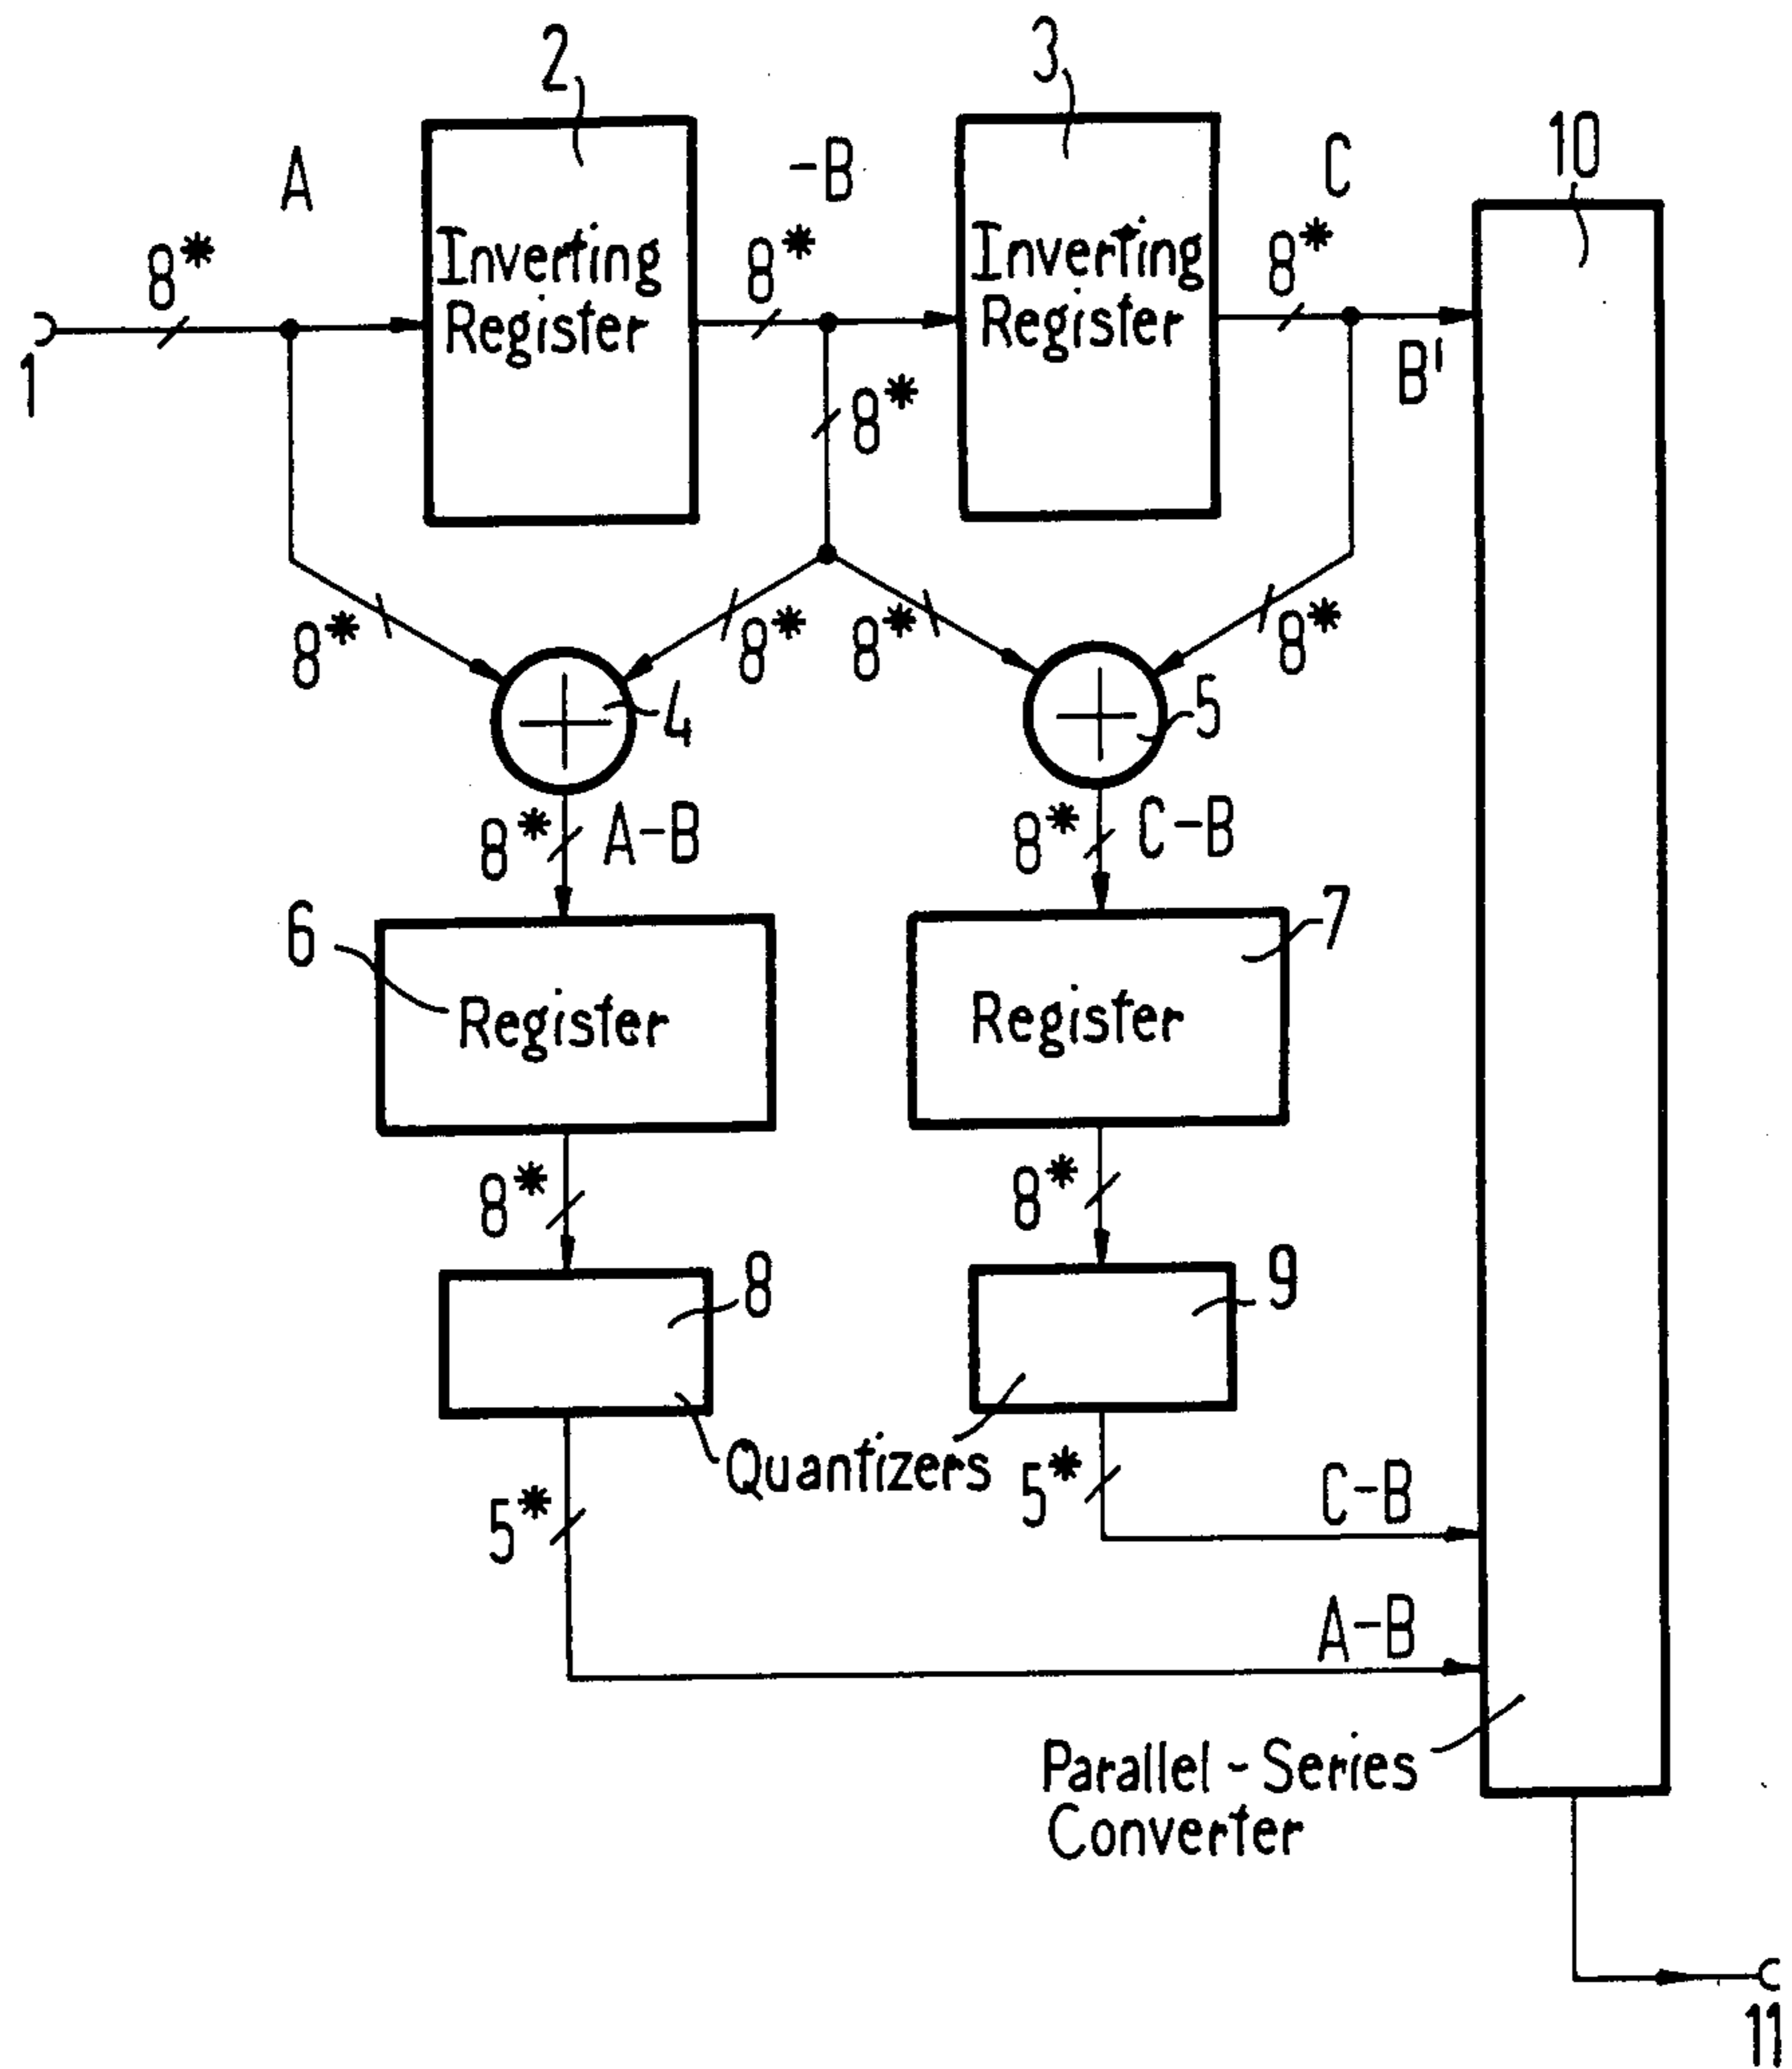 2
3
A
-B
C
10
8*
Inverting
Register
8*
Inverting
Register
8*
1
B'
8*
8*
8*
8*
8*
4
5
8*
A-B
8*
C-B
6
Register
7
Register
8*
8*
8
9
Quantizers
5*
5*
C-B
A-B
Parallel-Series
Converter
11